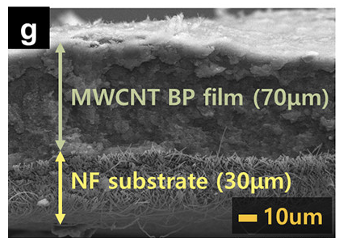 g
MWCNT BP film (70μm)
NF substrate (30μm)
10um